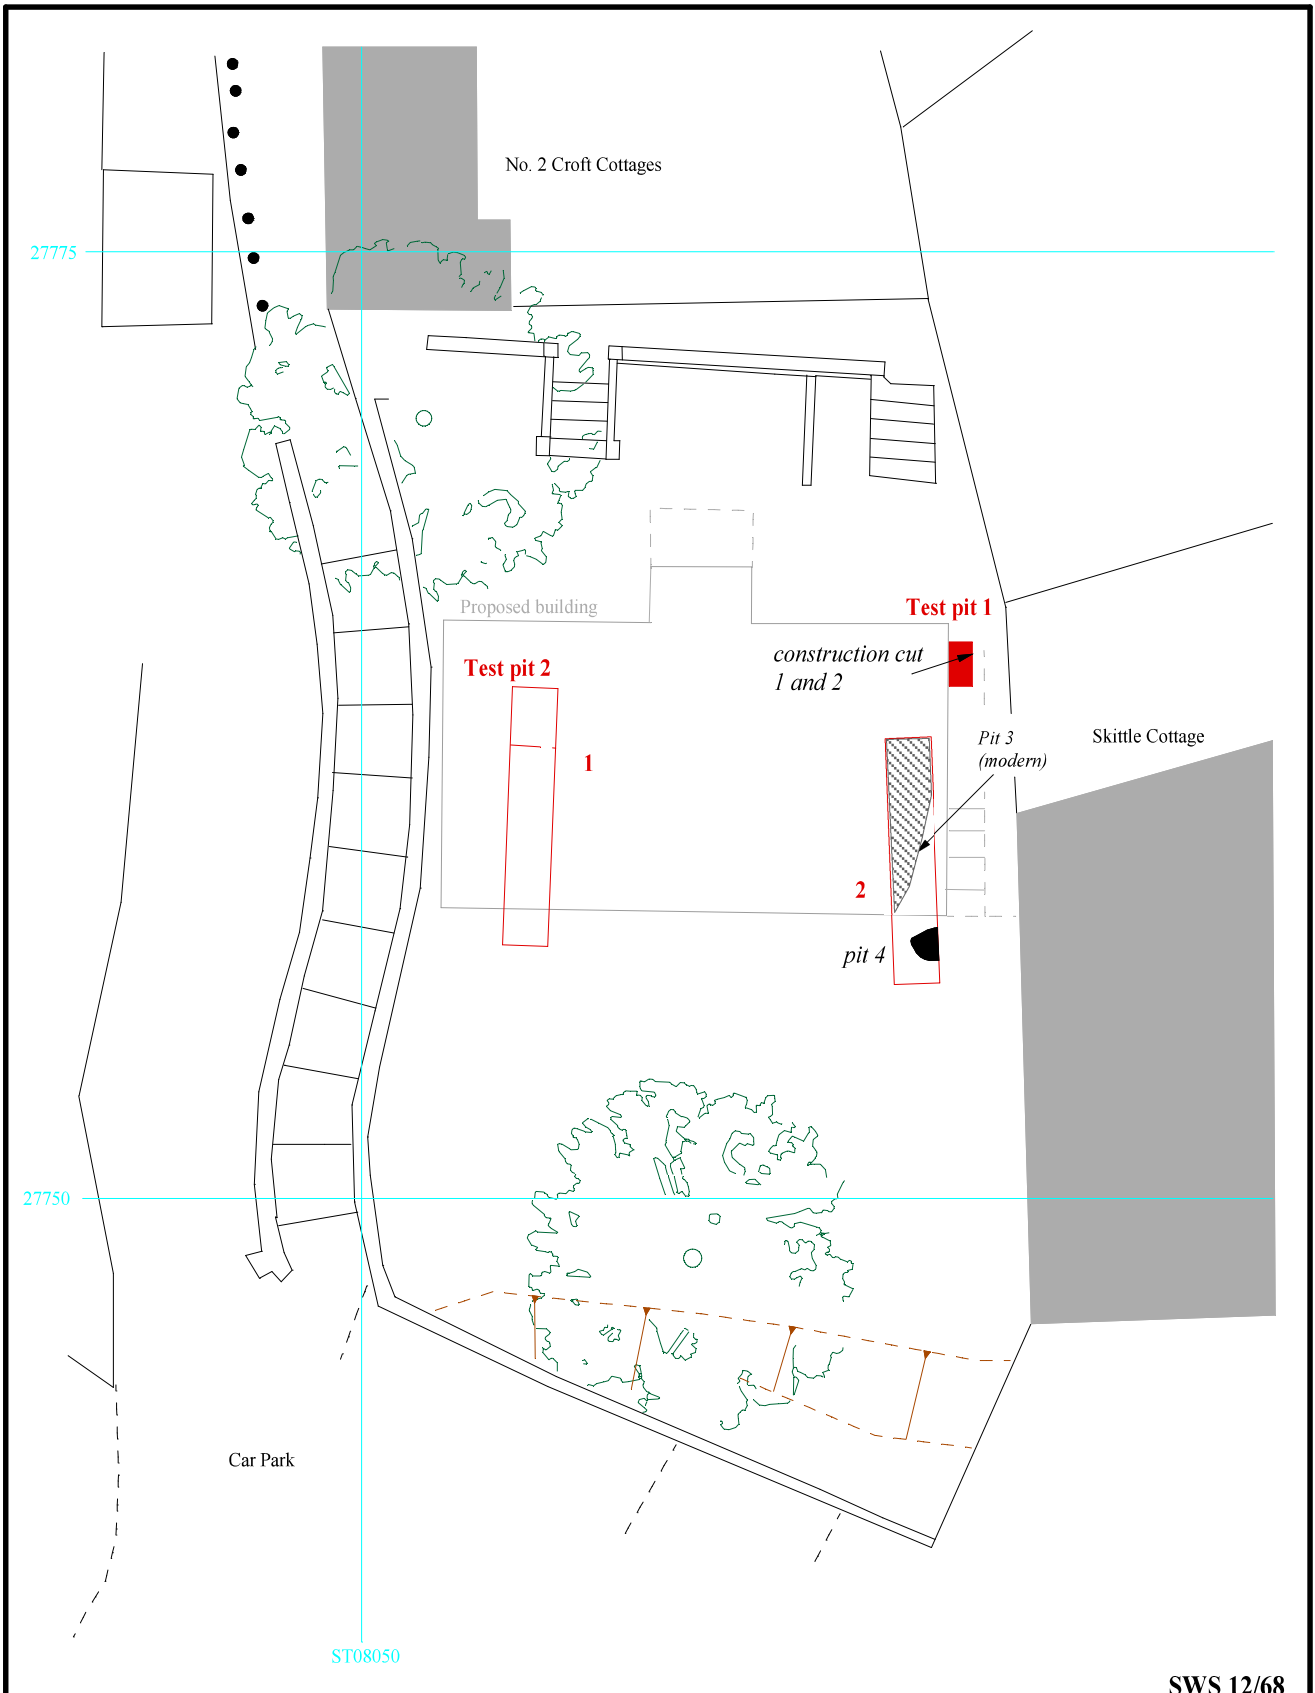 No. 2 Croft Cottages
27775
Proposed building
Test pit 1
construction cut
1 and 2
Test pit 2
Pit 3
(modern)
Skittle Cottage
1
2
pit 4
27750
Car Park
ST08050
SWS 12/68